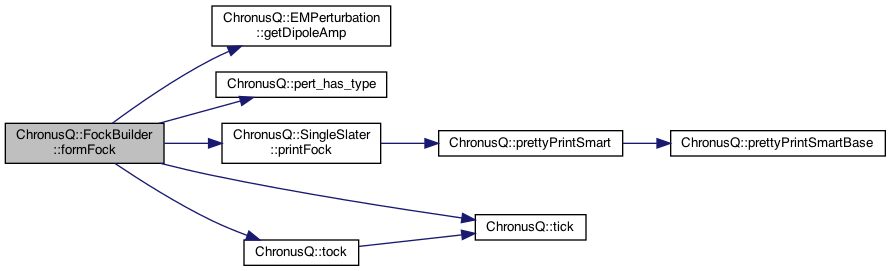 ChronusQ::EMPerturbation
::getDipoleAmp
ChronusQ::pert_has_type
ChronusQ::FockBuilder
::formFock
ChronusQ::SingleSlater
::printFock
ChronusQ::prettyPrintSmart
ChronusQ::prettyPrintSmartBase
ChronusQ::tick
ChronusQ::tock